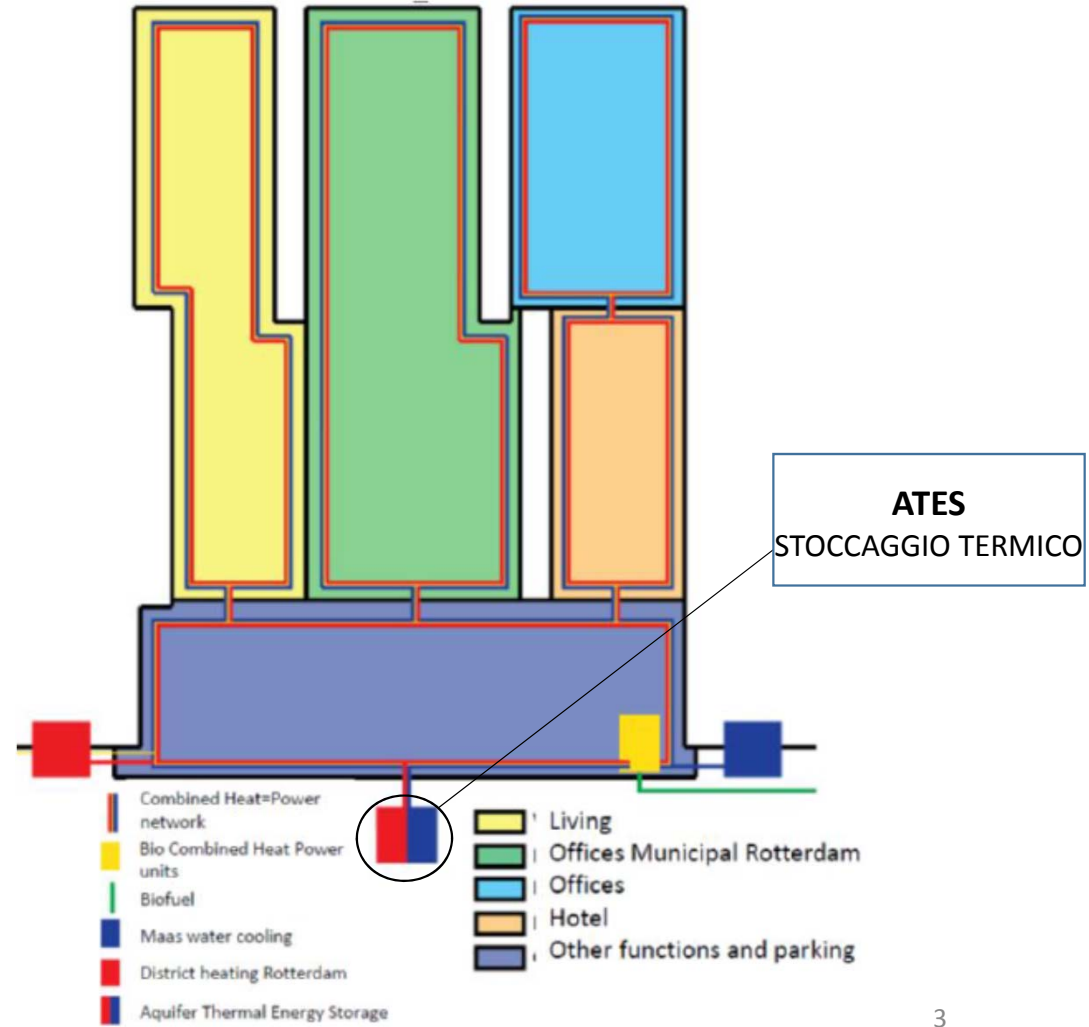 ATES
STOCCAGGIO TERMICO
Combined Heat=Power
network
Bio Combined Heat Power
units
Biofuel
Maas water cooling
District heating Rotterdam
Aquifer Thermal Energy Storage
Living
Offices Municipal Rotterdam
Offices
Hotel
Other functions and parking
3